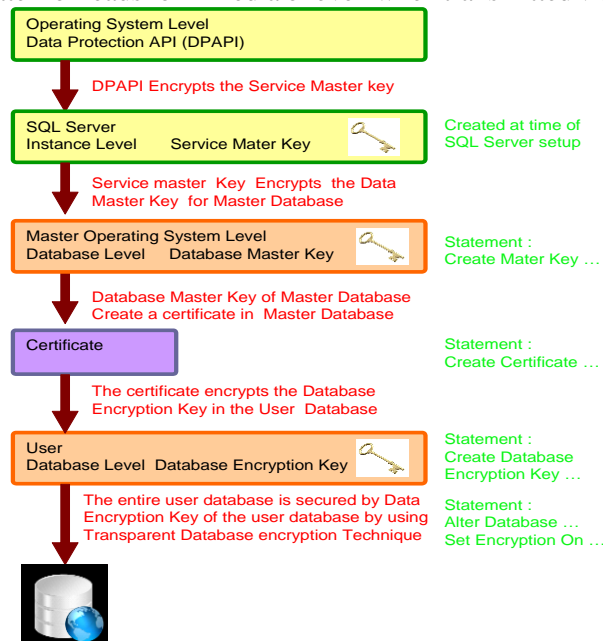 Operating System Level
Data Protection API (DPAPI)
DPAPI Encrypts the Service Master key
SQL Server
Instance Level Service Mater Key
Created at time of
SQL Server setup
Service master Key Encrypts the Data
Master Key for Master Database
Master Operating System Level
Database Level Database Master Key
Statement :
Create Mater Key ...
Database Master Key of Master Database
Create a certificate in Master Database
Certificate
Statement :
Create Certificate ...
The certificate encrypts the Database
Encryption Key in the User Database
User
Database Level Database Encryption Key
Statement :
Create Database
Encryption Key ...
The entire user database is secured by Data
Encryption Key of the user database by using
Transparent Database encryption Technique
Statement :
Alter Database ...
Set Encryption On ...